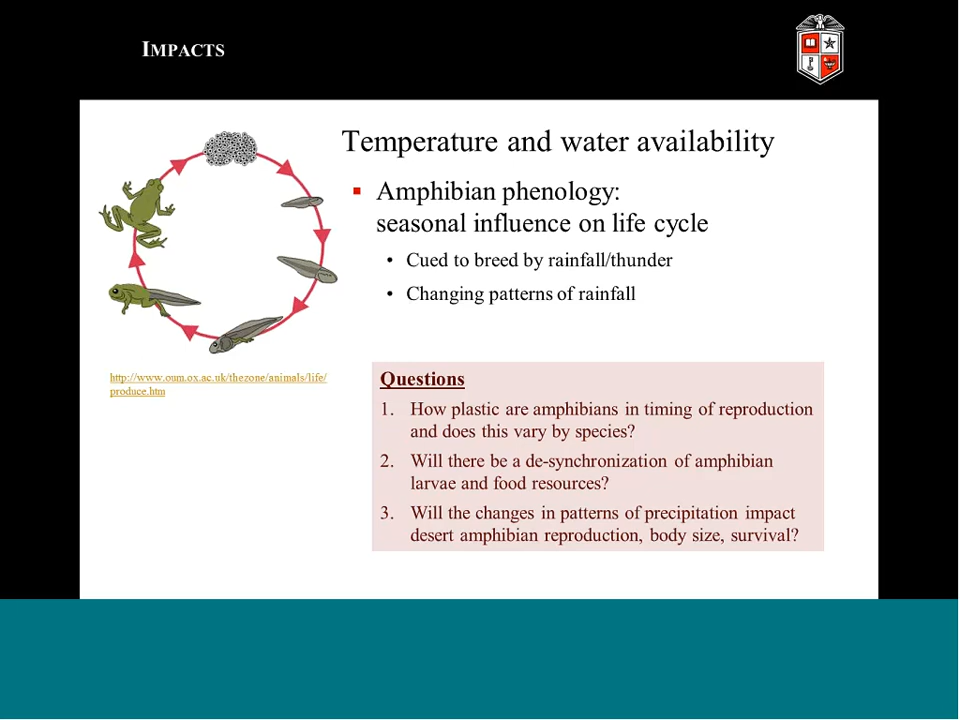 IMPACTS
Temperature and water availability
▪ Amphibian phenology:
seasonal influence on life cycle
• Cued to breed by rainfall/thunder
• Changing patterns of rainfall
http://www.oum.ox.ac.uk/thezone/animals/life/
produce.htm
Questions
1. How plastic are amphibians in timing of reproduction
and does this vary by species?
2. Will there be a de-synchronization of amphibian
larvae and food resources?
3. Will the changes in patterns of precipitation impact
desert amphibian reproduction, body size, survival?